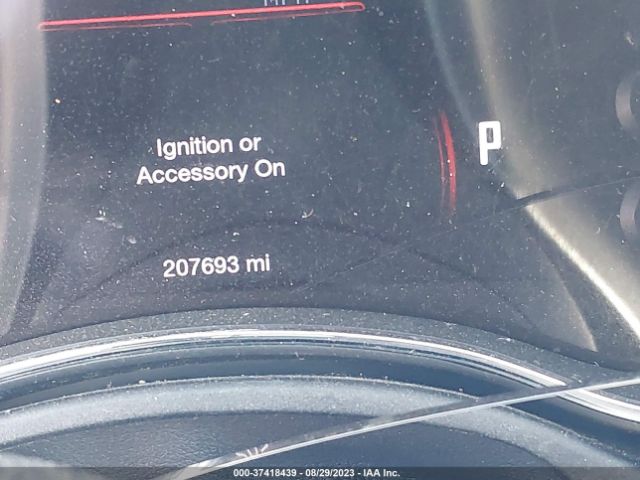 Ignition or
Accessory On
P
207693 mi
000-37418439 - 08/29/2023 - IAA Inc.